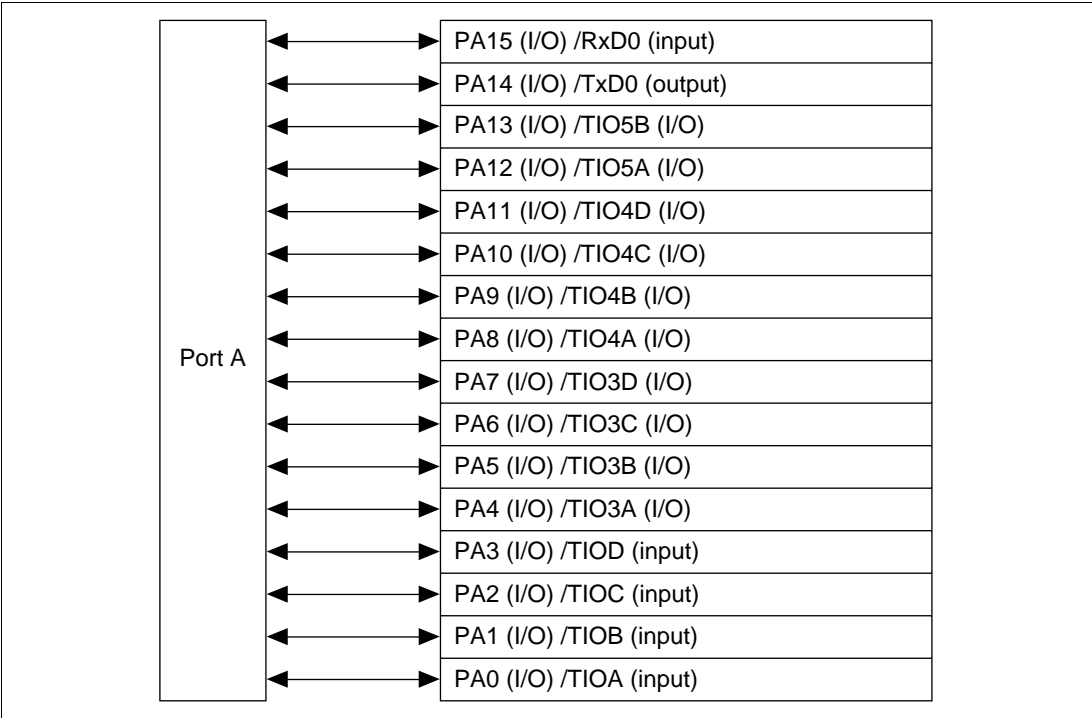 PA15 (I/O) /RxD0 (input)
PA14 (I/O) /TxD0 (output)
PA13 (I/O) /TIO5B (I/O)
PA12 (I/O) /TIO5A (I/O)
PA11 (I/O) /TIO4D (I/O)
PA10 (I/O) /TIO4C (I/O)
PA9 (I/O) /TIO4B (I/O)
PA8 (I/O) /TIO4A (I/O)
Port A
PA7 (I/O) /TIO3D (I/O)
PA6 (I/O) /TIO3C (I/O)
PA5 (I/O) /TIO3B (I/O)
PA4 (I/O) /TIO3A (I/O)
PA3 (I/O) /TIOD (input)
PA2 (I/O) /TIOC (input)
PA1 (I/O) /TIOB (input)
PA0 (I/O) /TIOA (input)